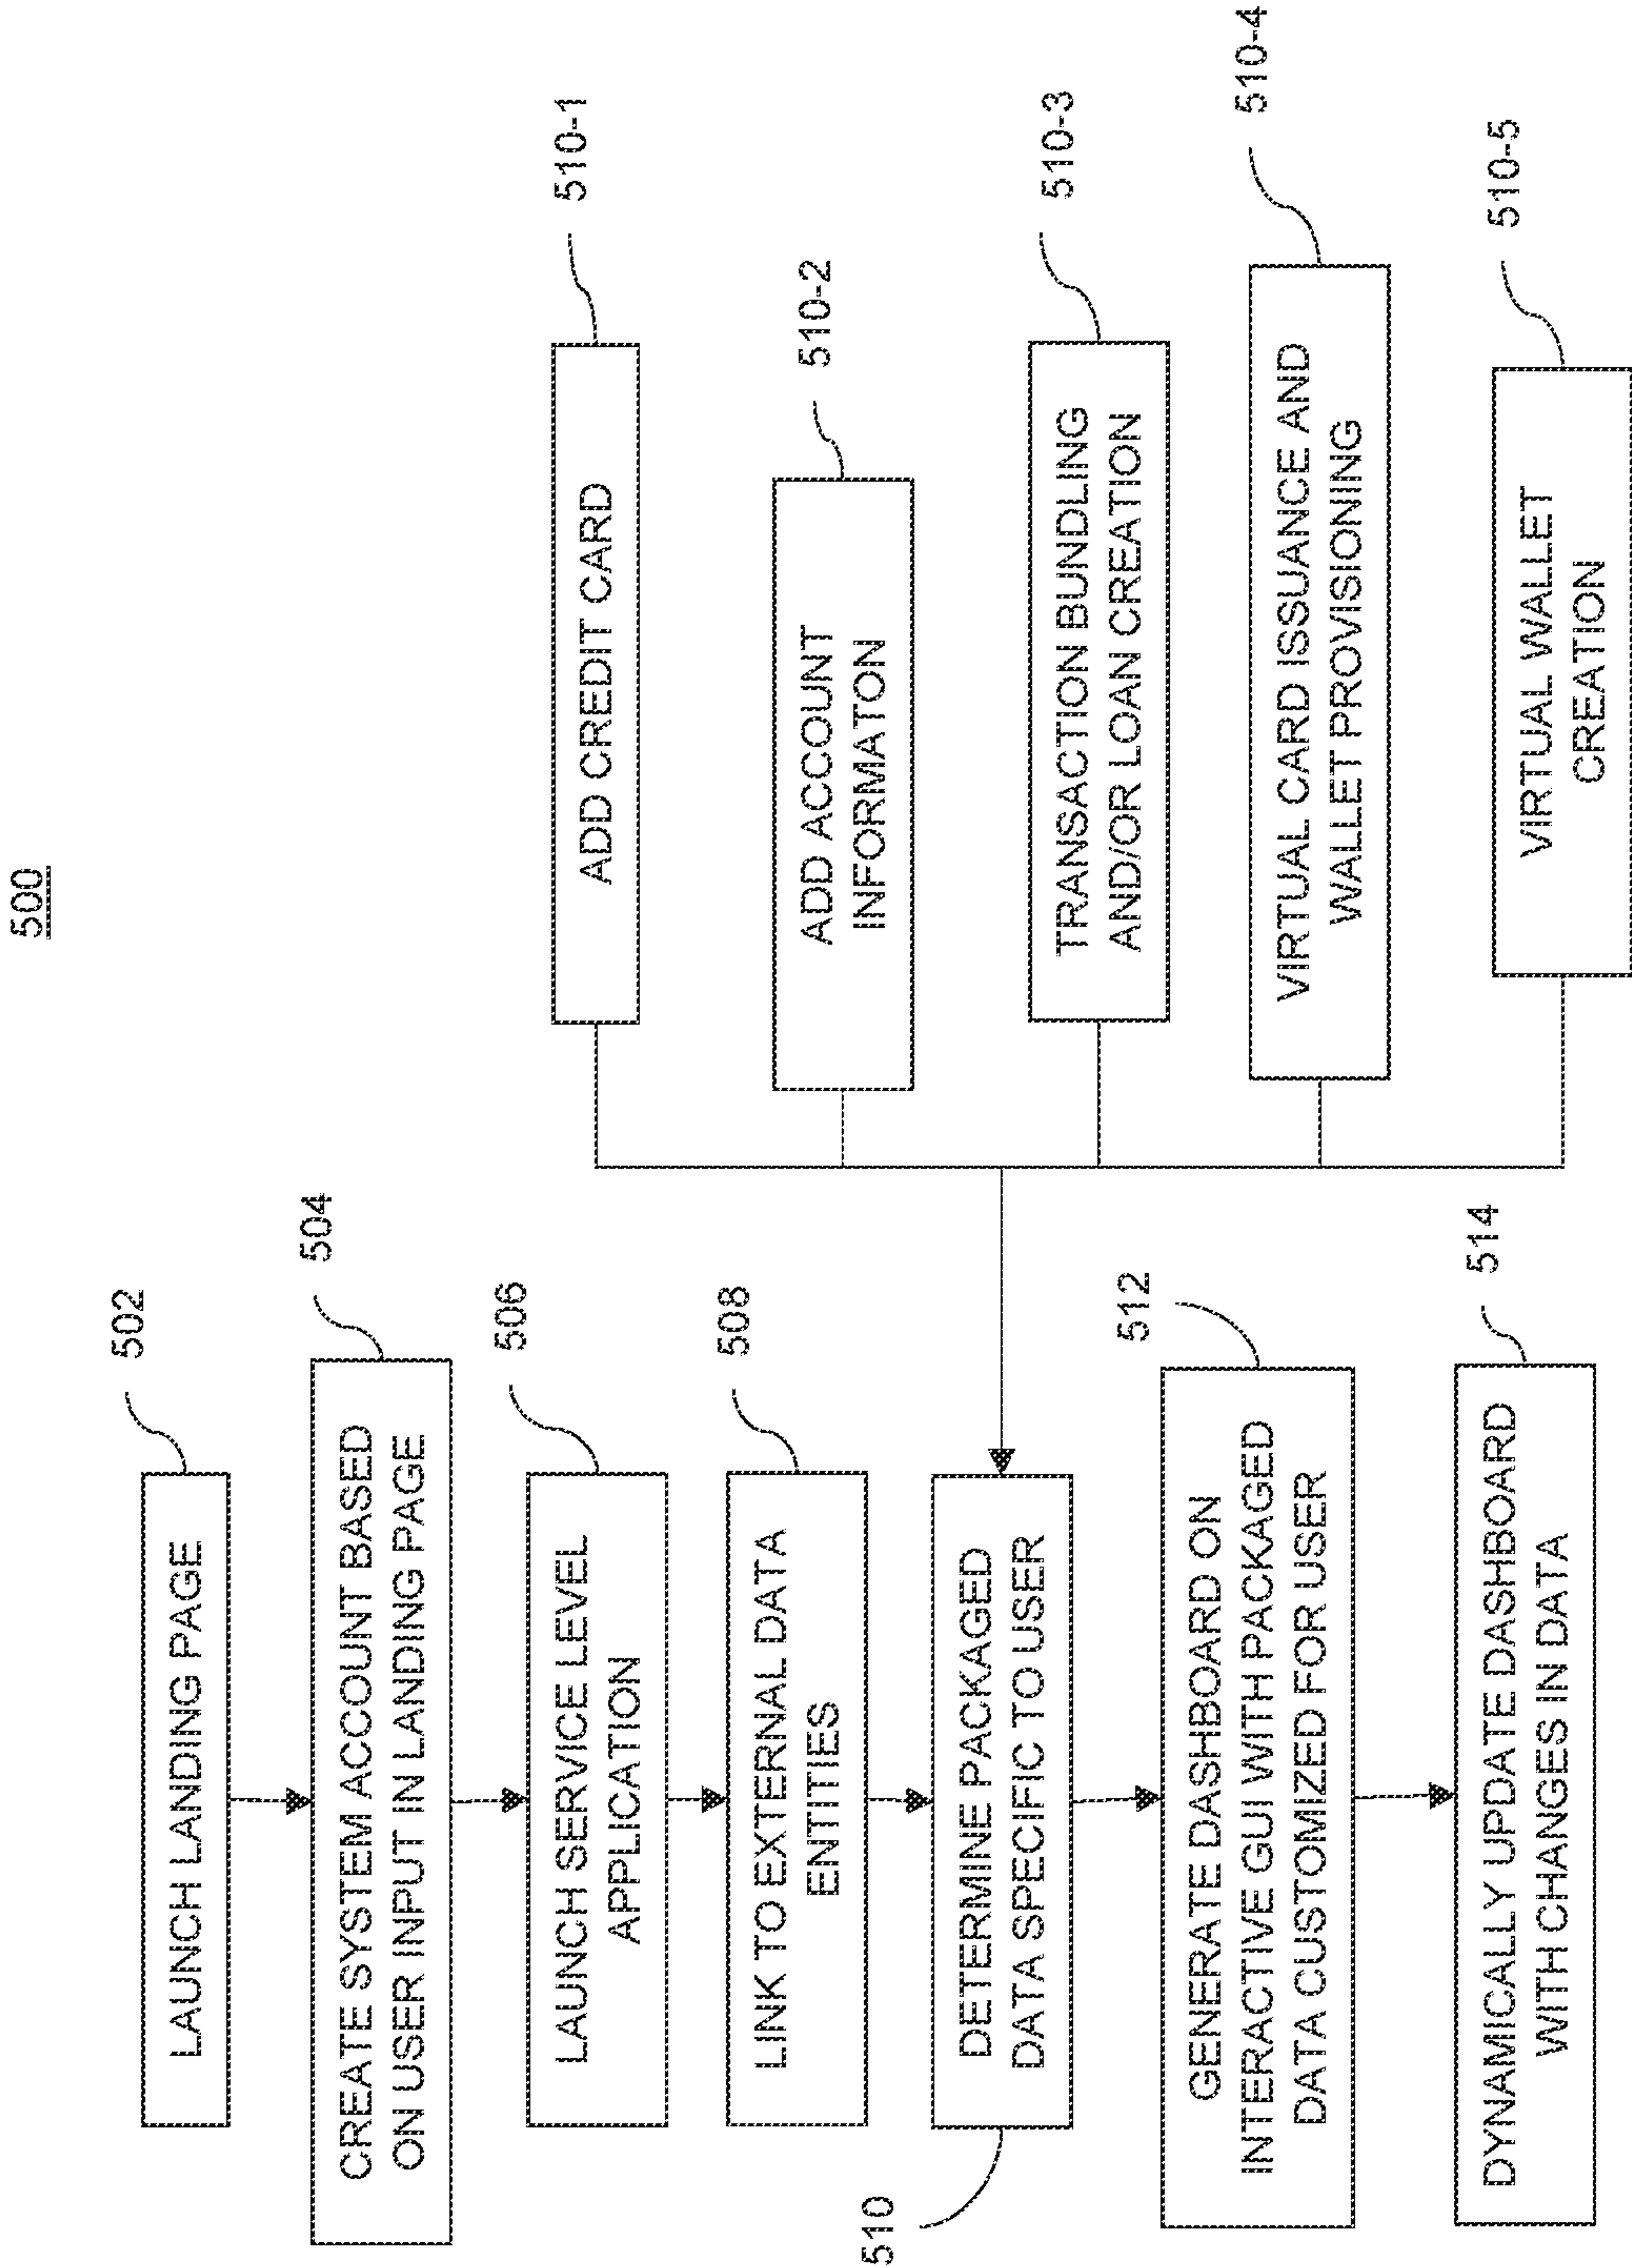 500
502
LAUNCH LANDING PAGE
504
CREATE SYSTEM ACCOUNT BASED
ON USER INPUT IN LANDING PAGE
506
LAUNCH SERVICE LEVEL
APPLICATION
508
LINK TO EXTERNAL DATA
ENTITIES
510
DETERMINE PACKAGED
DATA SPECIFIC TO USER
512
GENERATE DASHBOARD ON
INTERACTIVE GUI WITH PACKAGED
DATA CUSTOMIZED FOR USER
514
DYNAMICALLY UPDATE DASHBOARD
WITH CHANGES IN DATA
510-1
ADD CREDIT CARD
510-2
ADD ACCOUNT
INFORMATON
510-3
TRANSACTION BUNDLING
AND/OR LOAN CREATION
510-4
VIRTUAL CARD ISSUANCE AND
WALLET PROVISIONING
510-5
VIRTUAL WALLET
CREATION